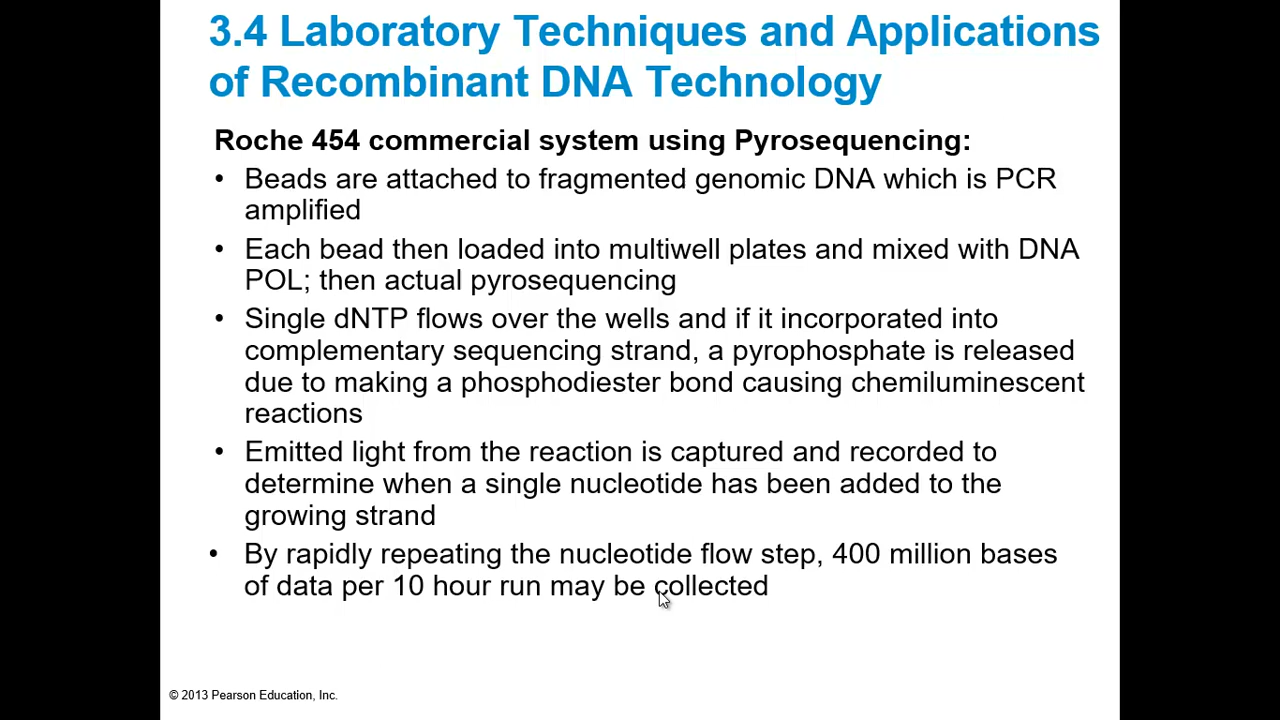 3.4 Laboratory Techniques and Applications
of Recombinant DNA Technology
Roche 454 commercial system using Pyrosequencing:
• Beads are attached to fragmented genomic DNA which is PCR
amplified
• Each bead then loaded into multiwell plates and mixed with DNA
POL; then actual pyrosequencing
• Single dNTP flows over the wells and if it incorporated into
complementary sequencing strand, a pyrophosphate is released
due to making a phosphodiester bond causing chemiluminescent
reactions
• Emitted light from the reaction is captured and recorded to
determine when a single nucleotide has been added to the
growing strand
• By rapidly repeating the nucleotide flow step, 400 million bases
of data per 10 hour run may be collected
© 2013 Pearson Education, Inc.